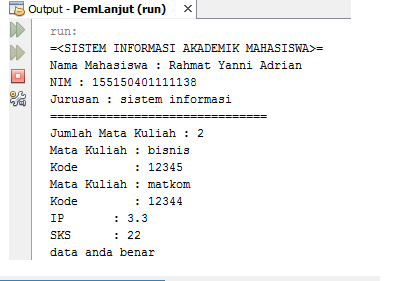 Output - PemLanjut (run) ×
run:
=<SISTEM INFORMASI AKADEMIK MAHASISWA>=
Nama Mahasiswa : Rahmat Yanni Adrian
NIM : 155150401111138
Jurusan : sistem informasi
===============================
Jumlah Mata Kuliah : 2
Mata Kuliah : bisnis
Kode        : 12345
Mata Kuliah : matkom
Kode        : 12344
IP       : 3.3
SKS      : 22
data anda benar